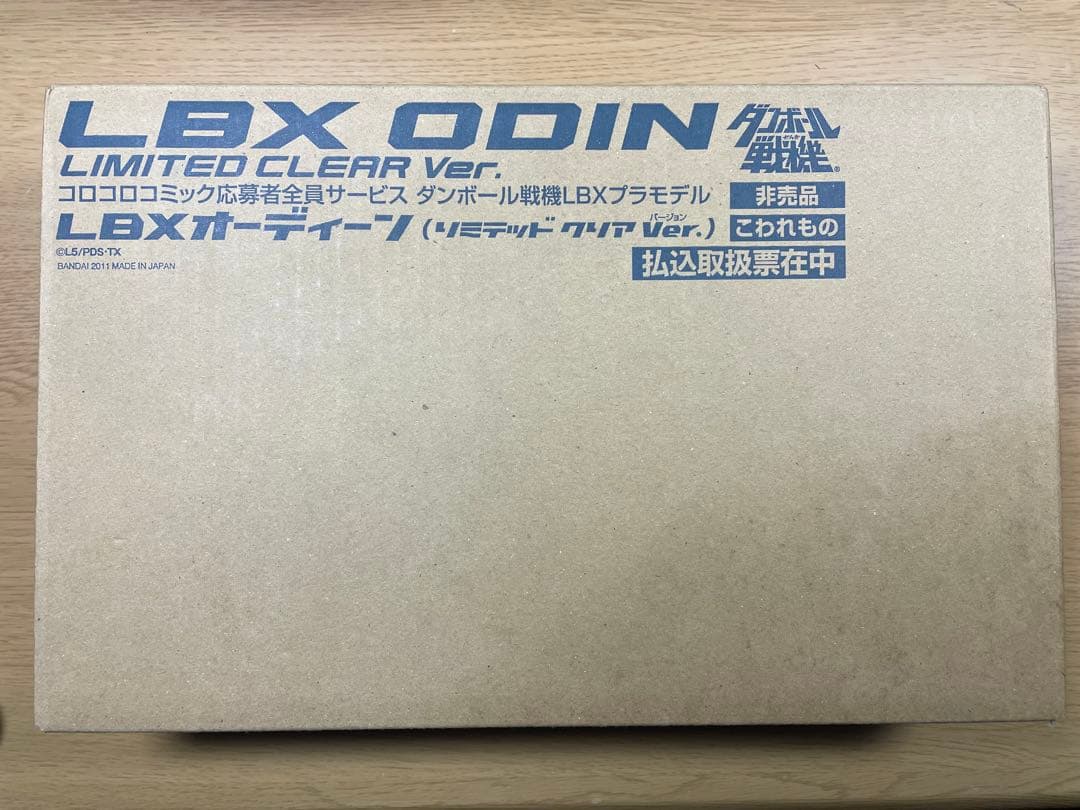 LBX ODIN
LIMITED CLEAR Ver.
ダンボール
せんき
戦機®
コロコロコミック応募者全員サービス ダンボール戦機LBXプラモデル
非売品
バージョン
LBXオーディーン(リミテッド クリア Ver.)
こわれもの
©L5/PDS・TX
BANDAI 2011 MADE IN JAPAN
払込取扱票在中